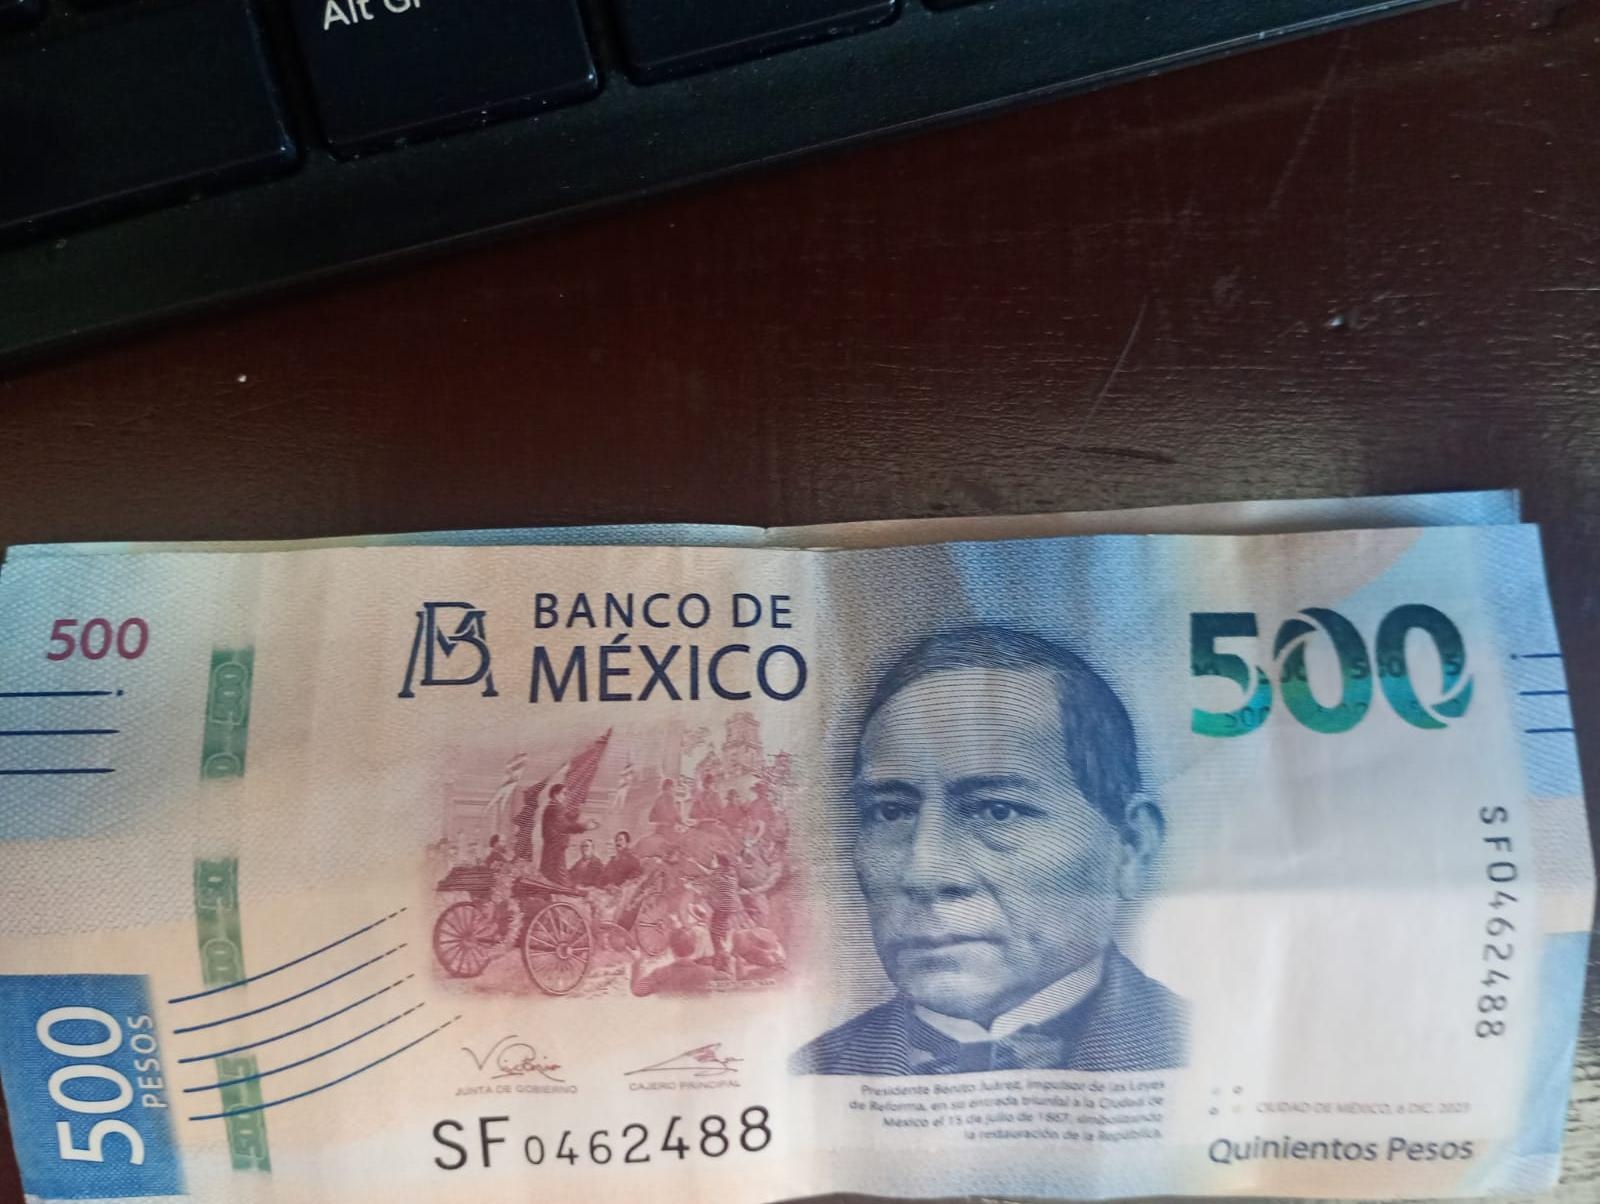 Alt Gr
500
BANCO DE
MÉXICO
500
500 PESOS
JUNTA DE GOBIERNO
CAJERO PRINCIPAL
SF0462488
Presidente Benito Juárez, impulsor de las Leyes
de Reforma, en su entrada triunfal a la Ciudad de
México el 15 de julio de 1867, simbolizando
la restauración de la República.
SF0462488
CIUDAD DE MÉXICO, 6 DIC. 2023
Quinientos Pesos